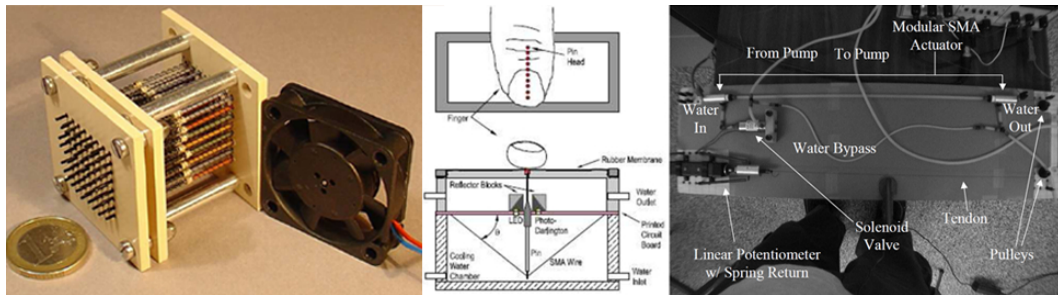 Pin
Head
Finger
Rubber Membrane
Reflector Blocks
Water
Outlet
LED
Photo-
Darlington
Printed
Circuit
Board
θ
Pin
Cooling
Water
Chamber
SMA Wire
Water
Inlet
Modular SMA
Actuator
From Pump
To Pump
Water
In
Water
Out
Water Bypass
Solenoid
Valve
Tendon
Linear Potentiometer
w/ Spring Return
Pulleys